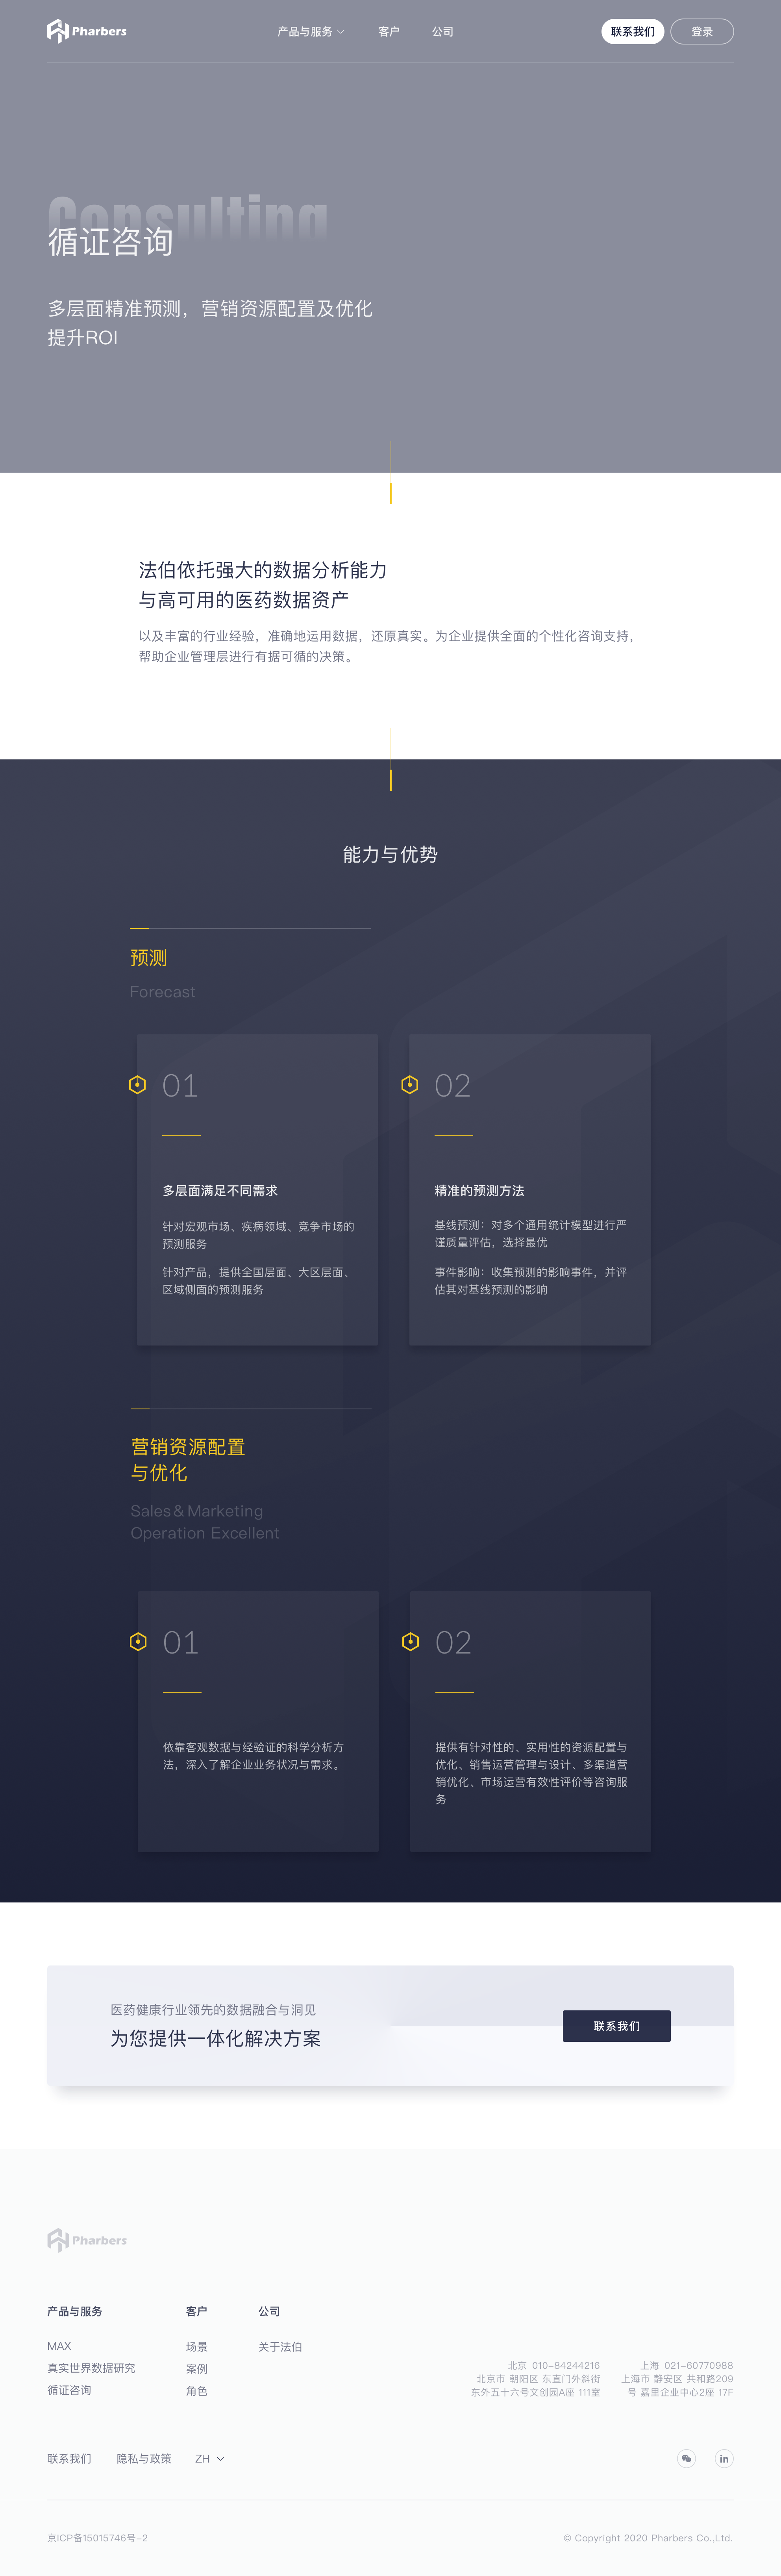 Pharbers
产品与服务
客户
公司
联系我们
登录
Consulting
循证咨询
多层面精准预测，营销资源配置及优化
提升ROI
法伯依托强大的数据分析能力
与高可用的医药数据资产
以及丰富的行业经验，准确地运用数据，还原真实。为企业提供全面的个性化咨询支持，
帮助企业管理层进行有据可循的决策。
能力与优势
预测
Forecast
01
多层面满足不同需求
针对宏观市场、疾病领域、竞争市场的
预测服务
针对产品，提供全国层面、大区层面、
区域侧面的预测服务
02
精准的预测方法
基线预测：对多个通用统计模型进行严
谨质量评估，选择最优
事件影响：收集预测的影响事件，并评
估其对基线预测的影响
营销资源配置
与优化
Sales & Marketing
Operation Excellent
01
依靠客观数据与经验证的科学分析方
法，深入了解企业业务状况与需求。
02
提供有针对性的、实用性的资源配置与
优化、销售运营管理与设计、多渠道营
销优化、市场运营有效性评价等咨询服
务
医药健康行业领先的数据融合与洞见
为您提供一体化解决方案
联系我们
Pharbers
产品与服务
MAX
真实世界数据研究
循证咨询
客户
场景
案例
角色
公司
关于法伯
北京 010-84244216
北京市 朝阳区 东直门外斜街
东外五十六号文创园A座 111室
上海 021-60770988
上海市 静安区 共和路209
号 嘉里企业中心2座 17F
联系我们
隐私与政策
ZH
in
京ICP备15015746号-2
© Copyright 2020 Pharbers Co.,Ltd.